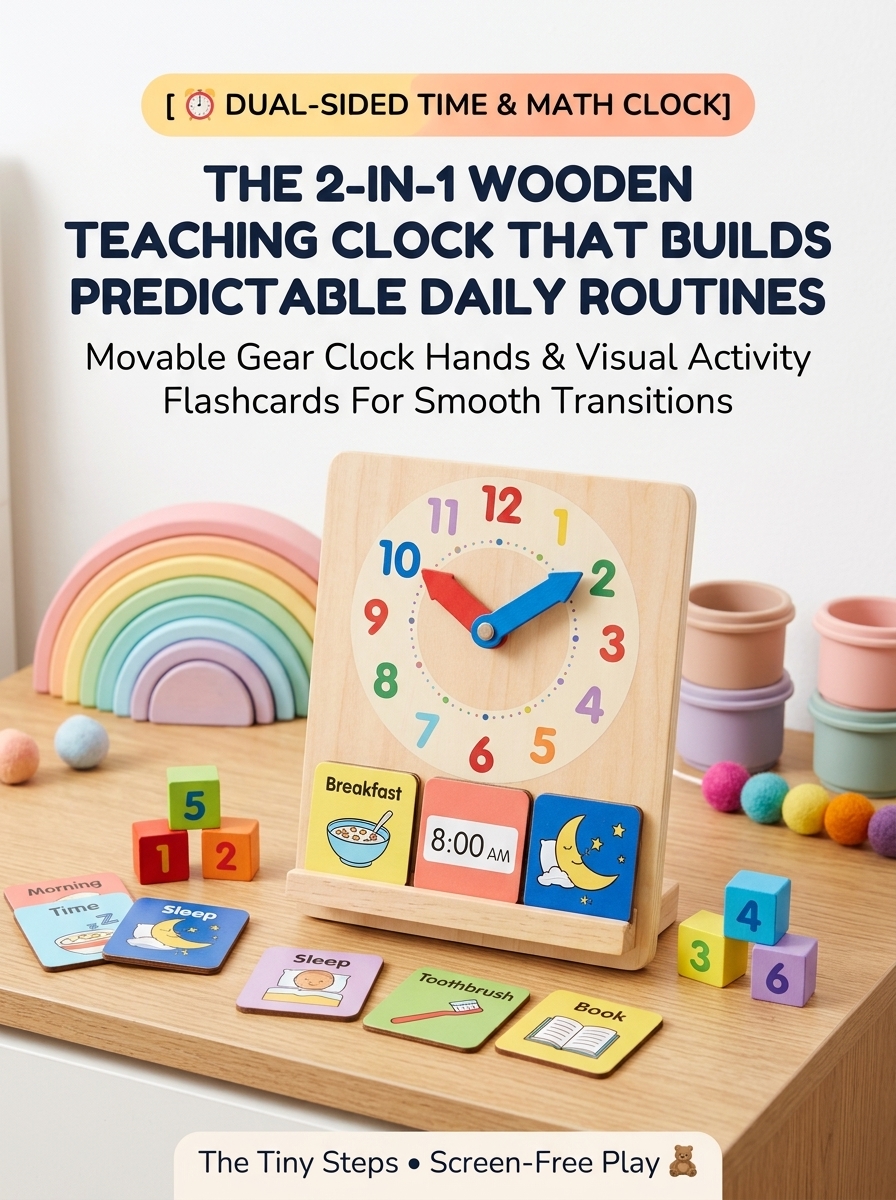 [ ⏰ DUAL-SIDED TIME & MATH CLOCK]
THE 2-IN-1 WOODEN
TEACHING CLOCK THAT BUILDS
PREDICTABLE DAILY ROUTINES
Movable Gear Clock Hands & Visual Activity
Flashcards For Smooth Transitions
12
11
1
10
2
9
3
8
4
7
5
6
Breakfast
8:00 AM
5
1 2
Morning
Time
Sleep
Sleep
Toothbrush
Book
4
3
6
The Tiny Steps • Screen-Free Play 🧸